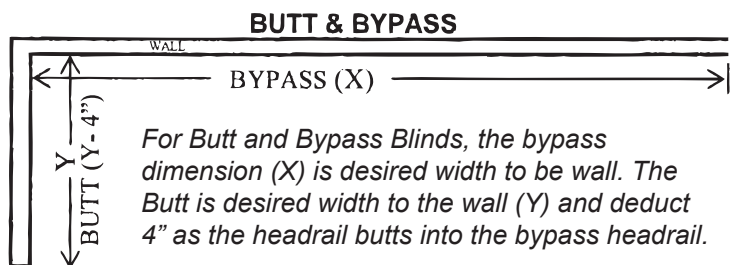 BUTT & BYPASS
WALL
BYPASS (X)
Y
BUTT (Y- 4”)
For Butt and Bypass Blinds, the bypass
dimension (X) is desired width to be wall. The
Butt is desired width to the wall (Y) and deduct
4” as the headrail butts into the bypass headrail.